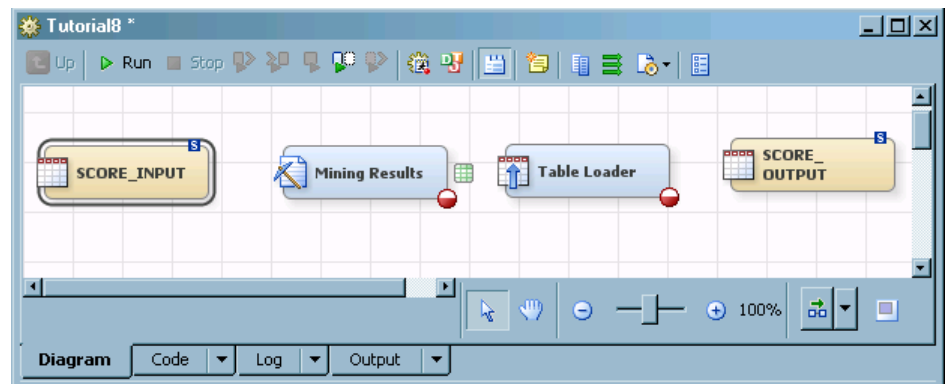 Tutorial8 *
Up Run Stop
S
S
SCORE_INPUT
Mining Results
Table Loader
SCORE_
OUTPUT
100%
Diagram Code Log Output